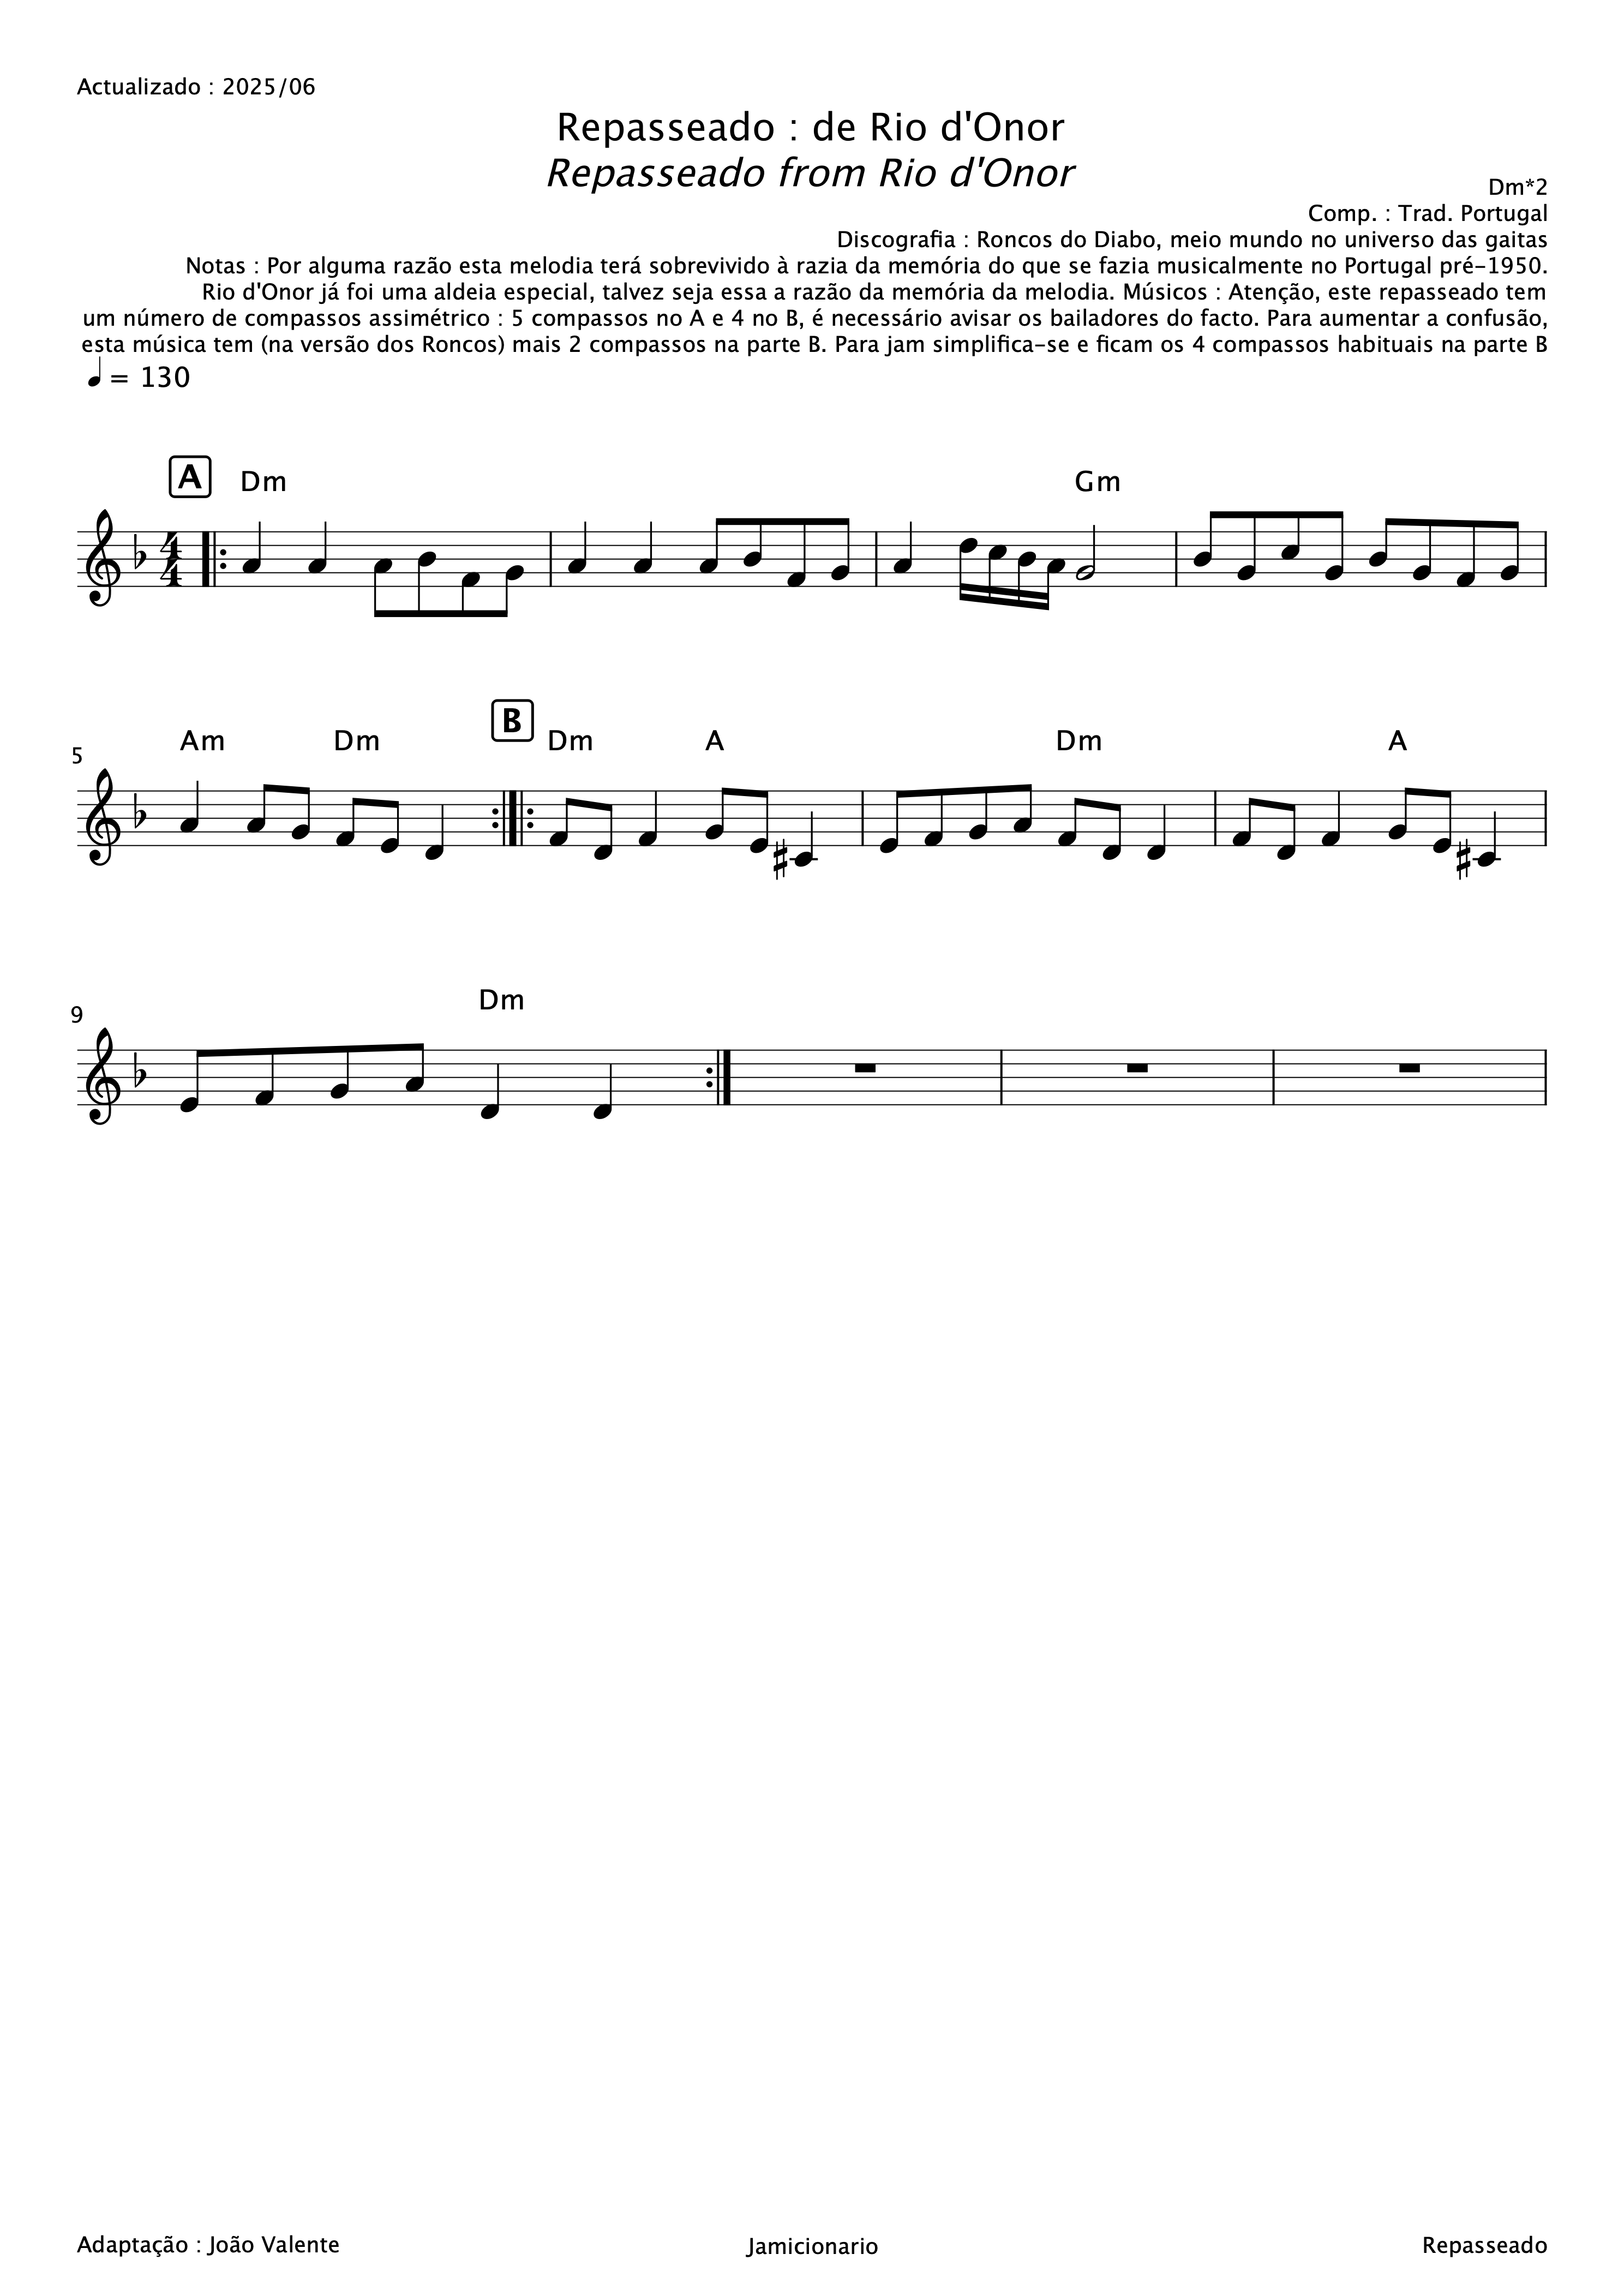 Actualizado : 2025/06
Repasseado : de Rio d'Onor
Repasseado from Rio d'Onor
Dm*2
Comp. : Trad. Portugal
Discografia : Roncos do Diabo, meio mundo no universo das gaitas
Notas : Por alguma razão esta melodia terá sobrevivido à razia da memória do que se fazia musicalmente no Portugal pré-1950.
Rio d'Onor já foi uma aldeia especial, talvez seja essa a razão da memória da melodia. Músicos : Atenção, este repasseado tem
um número de compassos assimétrico : 5 compassos no A e 4 no B, é necessário avisar os bailadores do facto. Para aumentar a confusão,
esta música tem (na versão dos Roncos) mais 2 compassos na parte B. Para jam simplifica-se e ficam os 4 compassos habituais na parte B
= 130
A Dm Gm
4
4
B
5 Am Dm Dm A Dm A
9 Dm
Adaptação : João Valente Jamicionario Repasseado